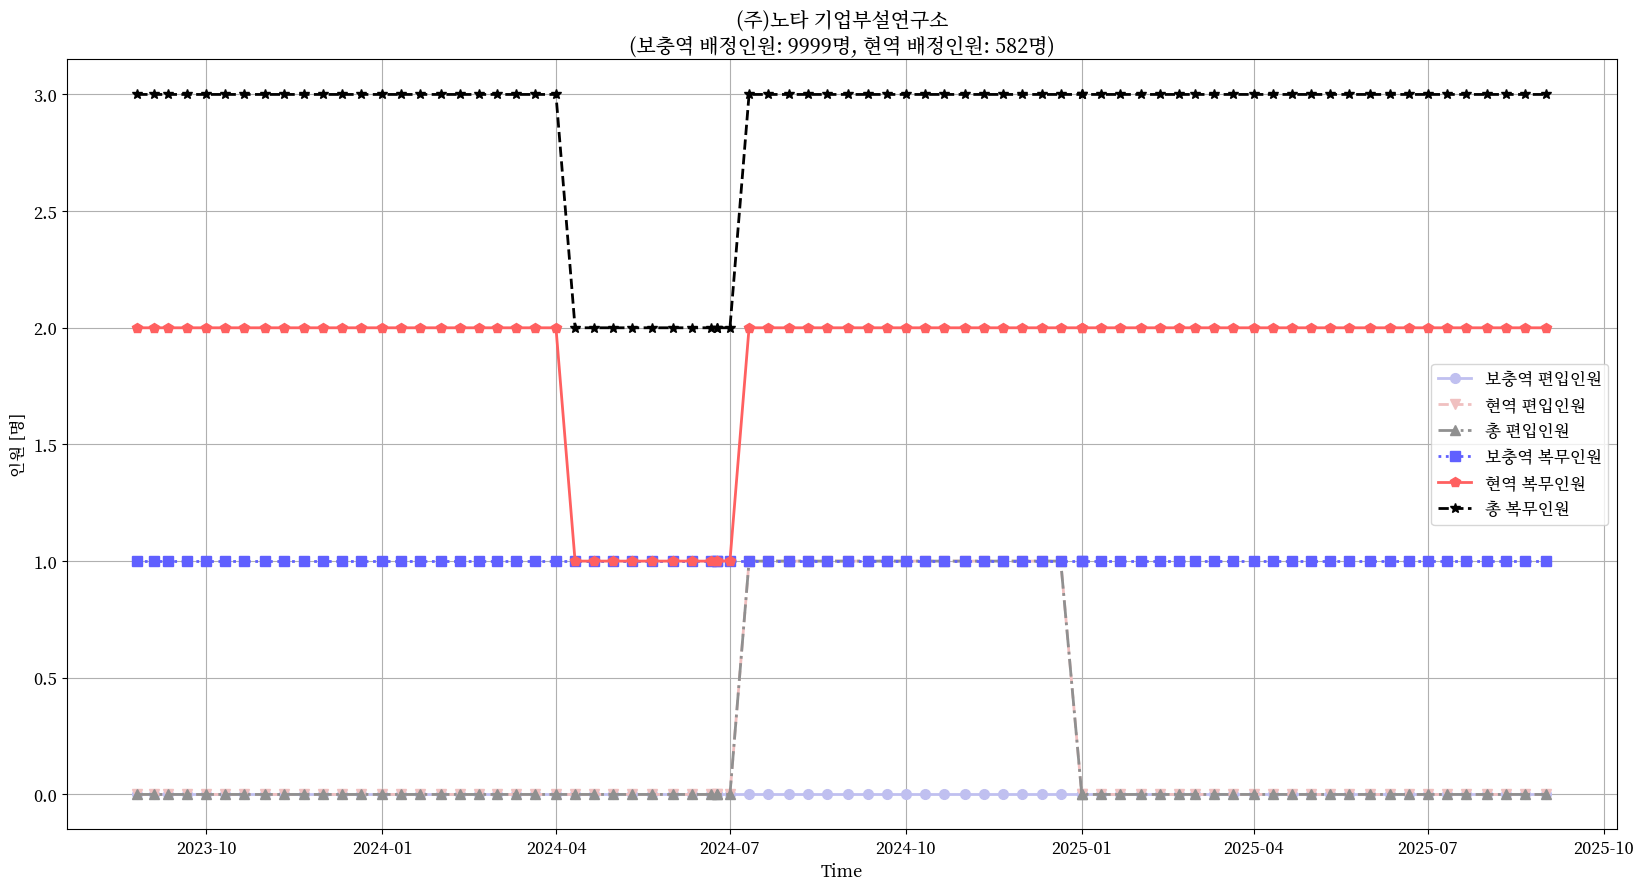 (주)노타 기업부설연구소
(보충역 배정인원: 9999명, 현역 배정인원: 582명)
3.0
2.5
2.0
1.5
1.0
0.5
0.0
인원 [명]
보충역 편입인원
현역 편입인원
총 편입인원
보충역 복무인원
현역 복무인원
총 복무인원
2023-10
2024-01
2024-04
2024-07
2024-10
2025-01
2025-04
2025-07
2025-10
Time